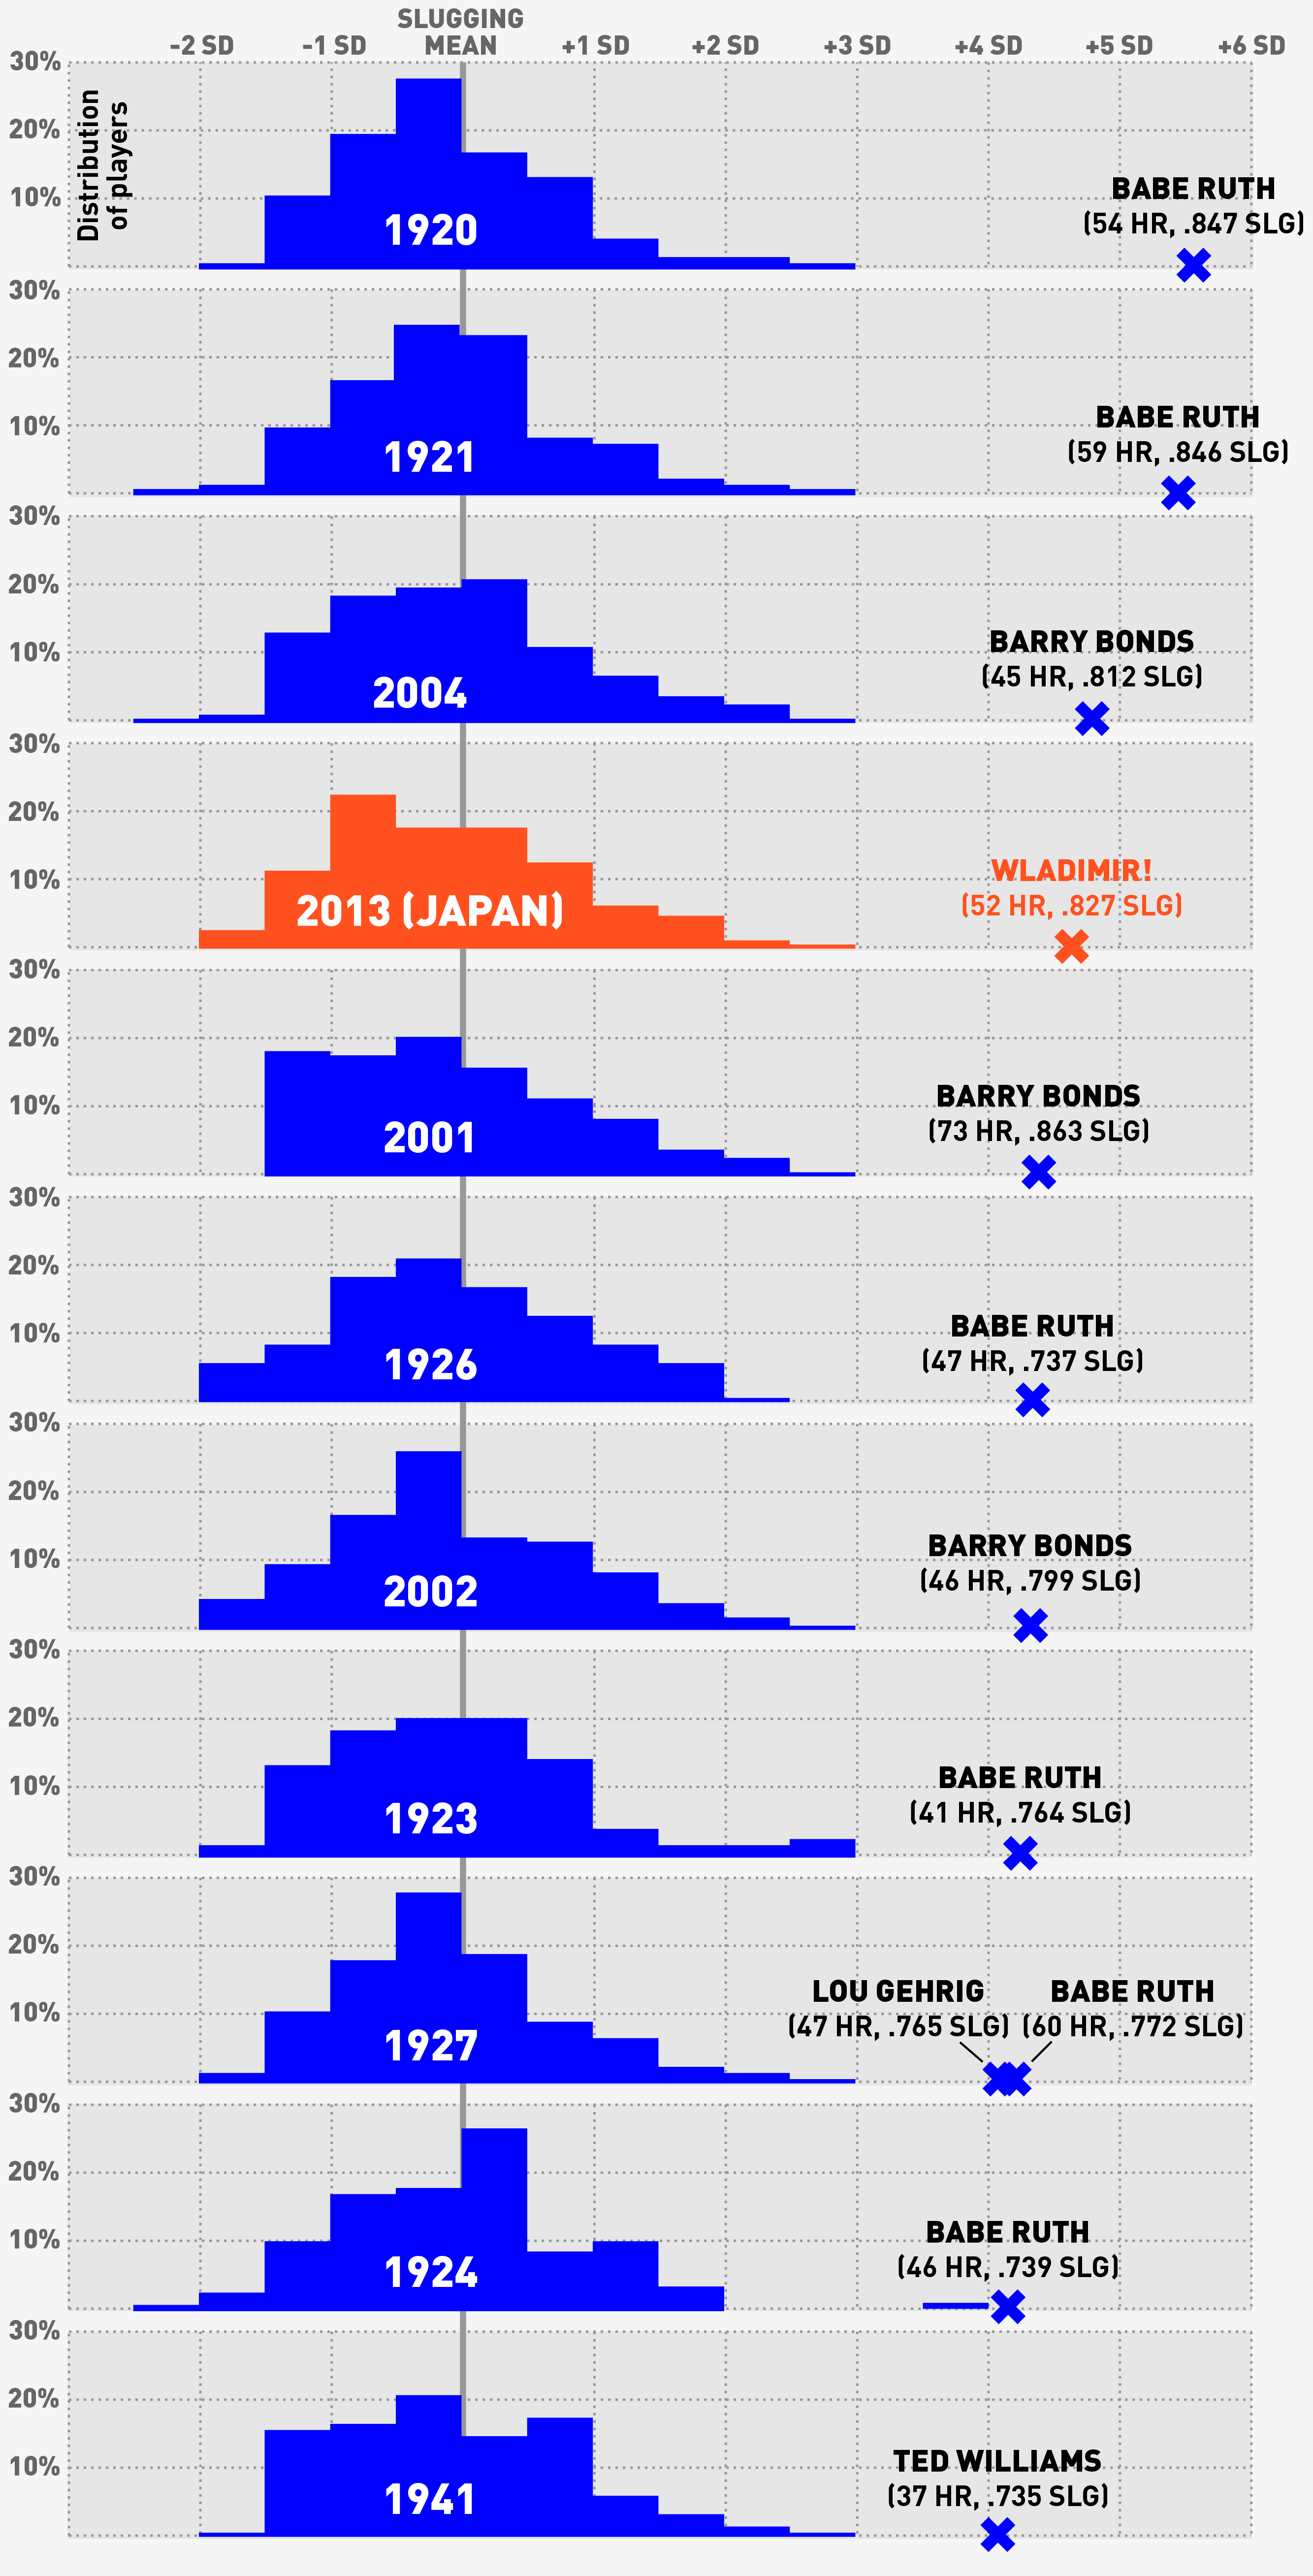 SLUGGING
-2 SD -1 SD MEAN +1 SD +2 SD +3 SD +4 SD +5 SD +6 SD
30%
20%
10%
Distribution
of players
1920
BABE RUTH
(54 HR, .847 SLG)
30%
20%
10%
1921
BABE RUTH
(59 HR, .846 SLG)
30%
20%
10%
2004
BARRY BONDS
(45 HR, .812 SLG)
30%
20%
10%
2013 (JAPAN)
WLADIMIR!
(52 HR, .827 SLG)
30%
20%
10%
2001
BARRY BONDS
(73 HR, .863 SLG)
30%
20%
10%
1926
BABE RUTH
(47 HR, .737 SLG)
30%
20%
10%
2002
BARRY BONDS
(46 HR, .799 SLG)
30%
20%
10%
1923
BABE RUTH
(41 HR, .764 SLG)
30%
20%
10%
1927
LOU GEHRIG
(47 HR, .765 SLG)
BABE RUTH
(60 HR, .772 SLG)
30%
20%
10%
1924
BABE RUTH
(46 HR, .739 SLG)
30%
20%
10%
1941
TED WILLIAMS
(37 HR, .735 SLG)